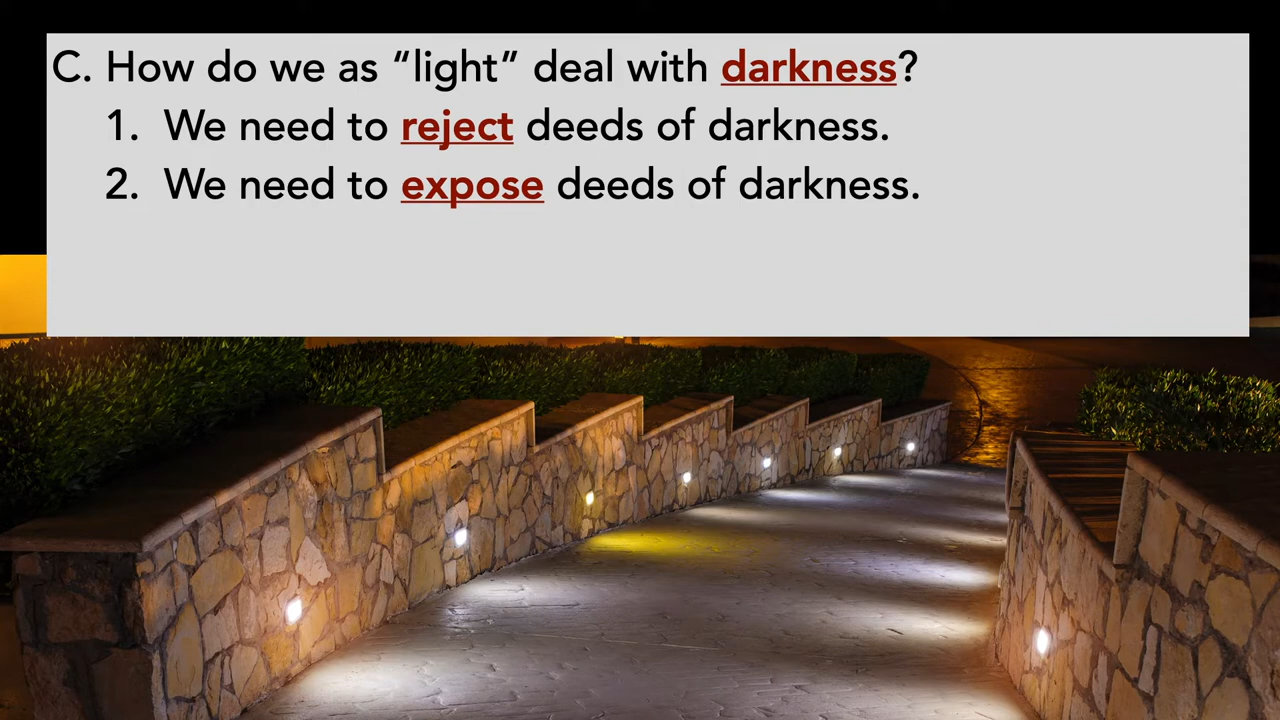 C. How do we as “light” deal with darkness?
1. We need to reject deeds of darkness.
2. We need to expose deeds of darkness.